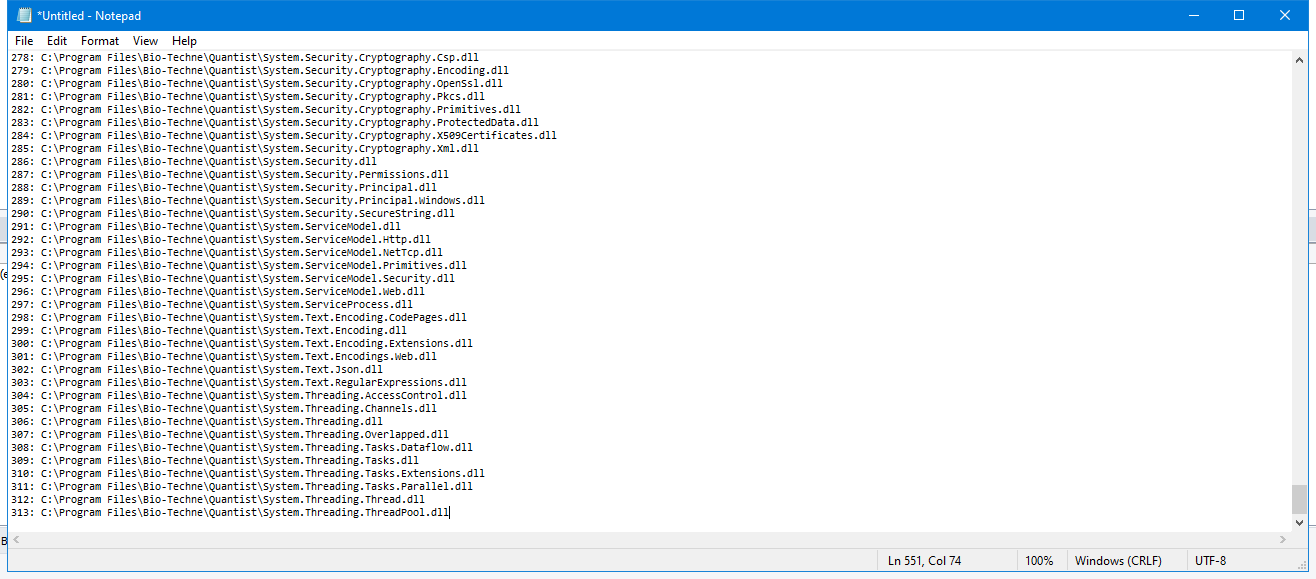 *Untitled - Notepad
File Edit Format View Help
278: C:\Program Files\Bio-Techne\Quantist\System.Security.Cryptography.Csp.dll
279: C:\Program Files\Bio-Techne\Quantist\System.Security.Cryptography.Encoding.dll
280: C:\Program Files\Bio-Techne\Quantist\System.Security.Cryptography.OpenSsl.dll
281: C:\Program Files\Bio-Techne\Quantist\System.Security.Cryptography.Pkcs.dll
282: C:\Program Files\Bio-Techne\Quantist\System.Security.Cryptography.Primitives.dll
283: C:\Program Files\Bio-Techne\Quantist\System.Security.Cryptography.ProtectedData.dll
284: C:\Program Files\Bio-Techne\Quantist\System.Security.Cryptography.X509Certificates.dll
285: C:\Program Files\Bio-Techne\Quantist\System.Security.Cryptography.Xml.dll
286: C:\Program Files\Bio-Techne\Quantist\System.Security.dll
287: C:\Program Files\Bio-Techne\Quantist\System.Security.Permissions.dll
288: C:\Program Files\Bio-Techne\Quantist\System.Security.Principal.dll
289: C:\Program Files\Bio-Techne\Quantist\System.Security.Principal.Windows.dll
290: C:\Program Files\Bio-Techne\Quantist\System.Security.SecureString.dll
291: C:\Program Files\Bio-Techne\Quantist\System.ServiceModel.dll
292: C:\Program Files\Bio-Techne\Quantist\System.ServiceModel.Http.dll
293: C:\Program Files\Bio-Techne\Quantist\System.ServiceModel.NetTcp.dll
294: C:\Program Files\Bio-Techne\Quantist\System.ServiceModel.Primitives.dll
295: C:\Program Files\Bio-Techne\Quantist\System.ServiceModel.Security.dll
296: C:\Program Files\Bio-Techne\Quantist\System.ServiceModel.Web.dll
297: C:\Program Files\Bio-Techne\Quantist\System.ServiceProcess.dll
298: C:\Program Files\Bio-Techne\Quantist\System.Text.Encoding.CodePages.dll
299: C:\Program Files\Bio-Techne\Quantist\System.Text.Encoding.dll
300: C:\Program Files\Bio-Techne\Quantist\System.Text.Encoding.Extensions.dll
301: C:\Program Files\Bio-Techne\Quantist\System.Text.Encodings.Web.dll
302: C:\Program Files\Bio-Techne\Quantist\System.Text.Json.dll
303: C:\Program Files\Bio-Techne\Quantist\System.Text.RegularExpressions.dll
304: C:\Program Files\Bio-Techne\Quantist\System.Threading.AccessControl.dll
305: C:\Program Files\Bio-Techne\Quantist\System.Threading.Channels.dll
306: C:\Program Files\Bio-Techne\Quantist\System.Threading.dll
307: C:\Program Files\Bio-Techne\Quantist\System.Threading.Overlapped.dll
308: C:\Program Files\Bio-Techne\Quantist\System.Threading.Tasks.Dataflow.dll
309: C:\Program Files\Bio-Techne\Quantist\System.Threading.Tasks.dll
310: C:\Program Files\Bio-Techne\Quantist\System.Threading.Tasks.Extensions.dll
311: C:\Program Files\Bio-Techne\Quantist\System.Threading.Tasks.Parallel.dll
312: C:\Program Files\Bio-Techne\Quantist\System.Threading.Thread.dll
313: C:\Program Files\Bio-Techne\Quantist\System.Threading.ThreadPool.dll
Ln 551, Col 74 100% Windows (CRLF) UTF-8